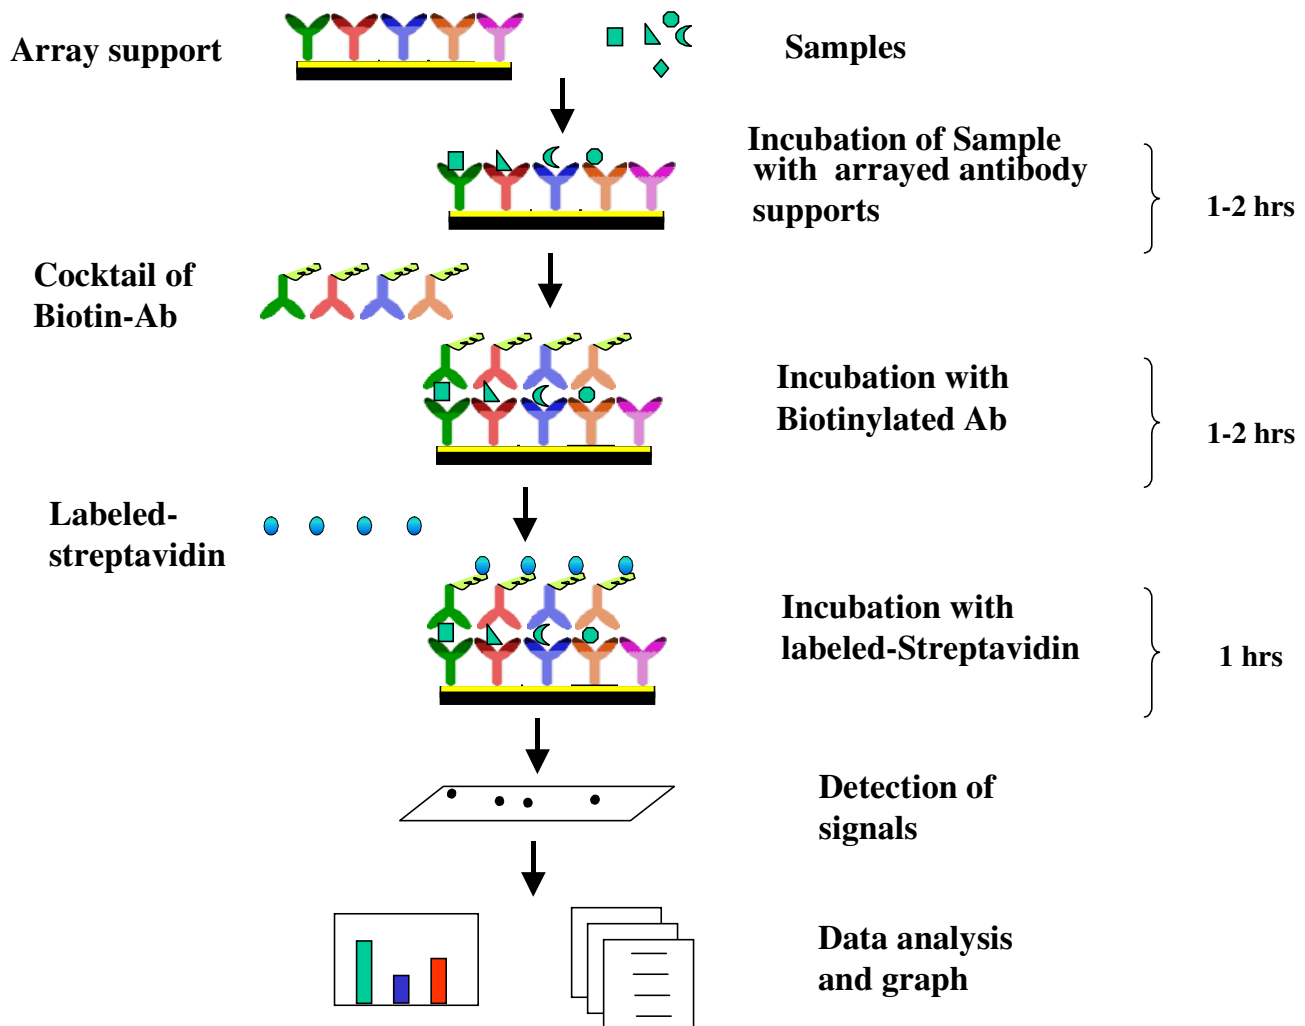 Array support
Samples
Incubation of Sample
with arrayed antibody
supports
1-2 hrs
Cocktail of
Biotin-Ab
Incubation with
Biotinylated Ab
1-2 hrs
Labeled-
streptavidin
Incubation with
labeled-Streptavidin
1 hrs
Detection of
signals
Data analysis
and graph